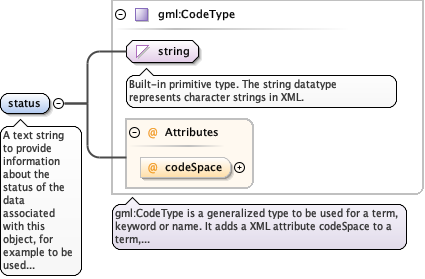 gml:CodeType
string
Built-in primitive type. The string datatype
represents character strings in XML.
status
A text string
to provide
information
about the
status of the
data
associated
with this
object, for
example to be
used...
@ Attributes
@ codeSpace
gml:CodeType is a generalized type to be used for a term,
keyword or name. It adds a XML attribute codeSpace to a
term,...